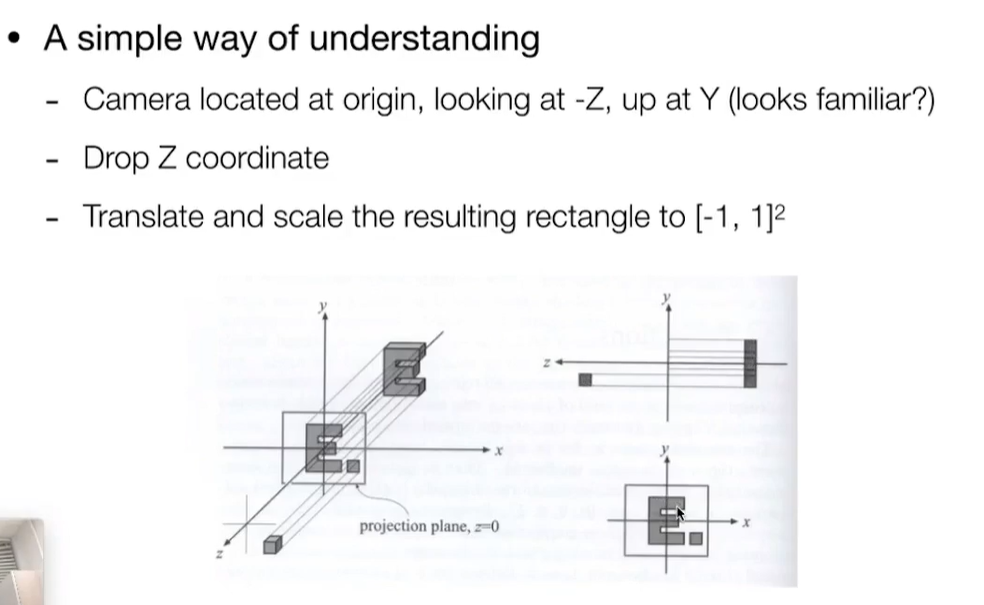 • A simple way of understanding
- Camera located at origin, looking at -Z, up at Y (looks familiar?)
- Drop Z coordinate
- Translate and scale the resulting rectangle to [-1, 1]²
y
x
z
projection plane, z=0
y
z
y
x